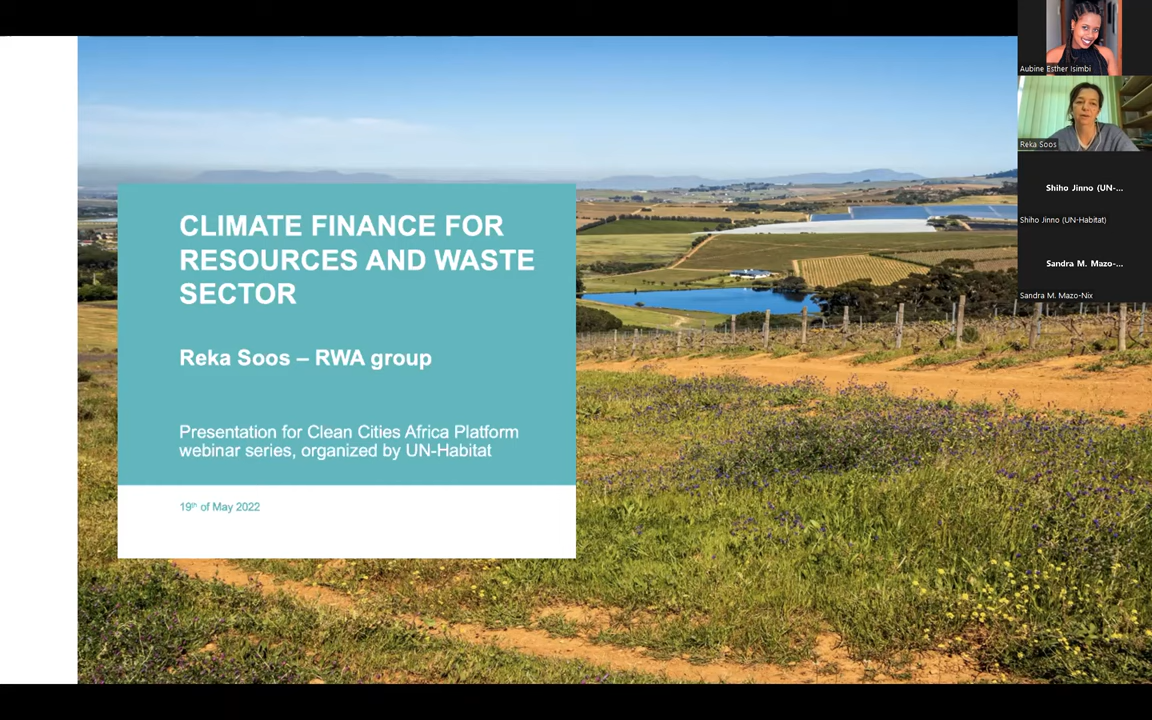 CLIMATE FINANCE FOR
RESOURCES AND WASTE
SECTOR
Reka Soos – RWA group
Presentation for Clean Cities Africa Platform
webinar series, organized by UN-Habitat
19th of May 2022
Aubine Esther Isimbi
Reka Soos
Shiho Jinno (UN-...
Shiho Jinno (UN-Habitat)
Sandra M. Mazo-...
Sandra M. Mazo-Nix